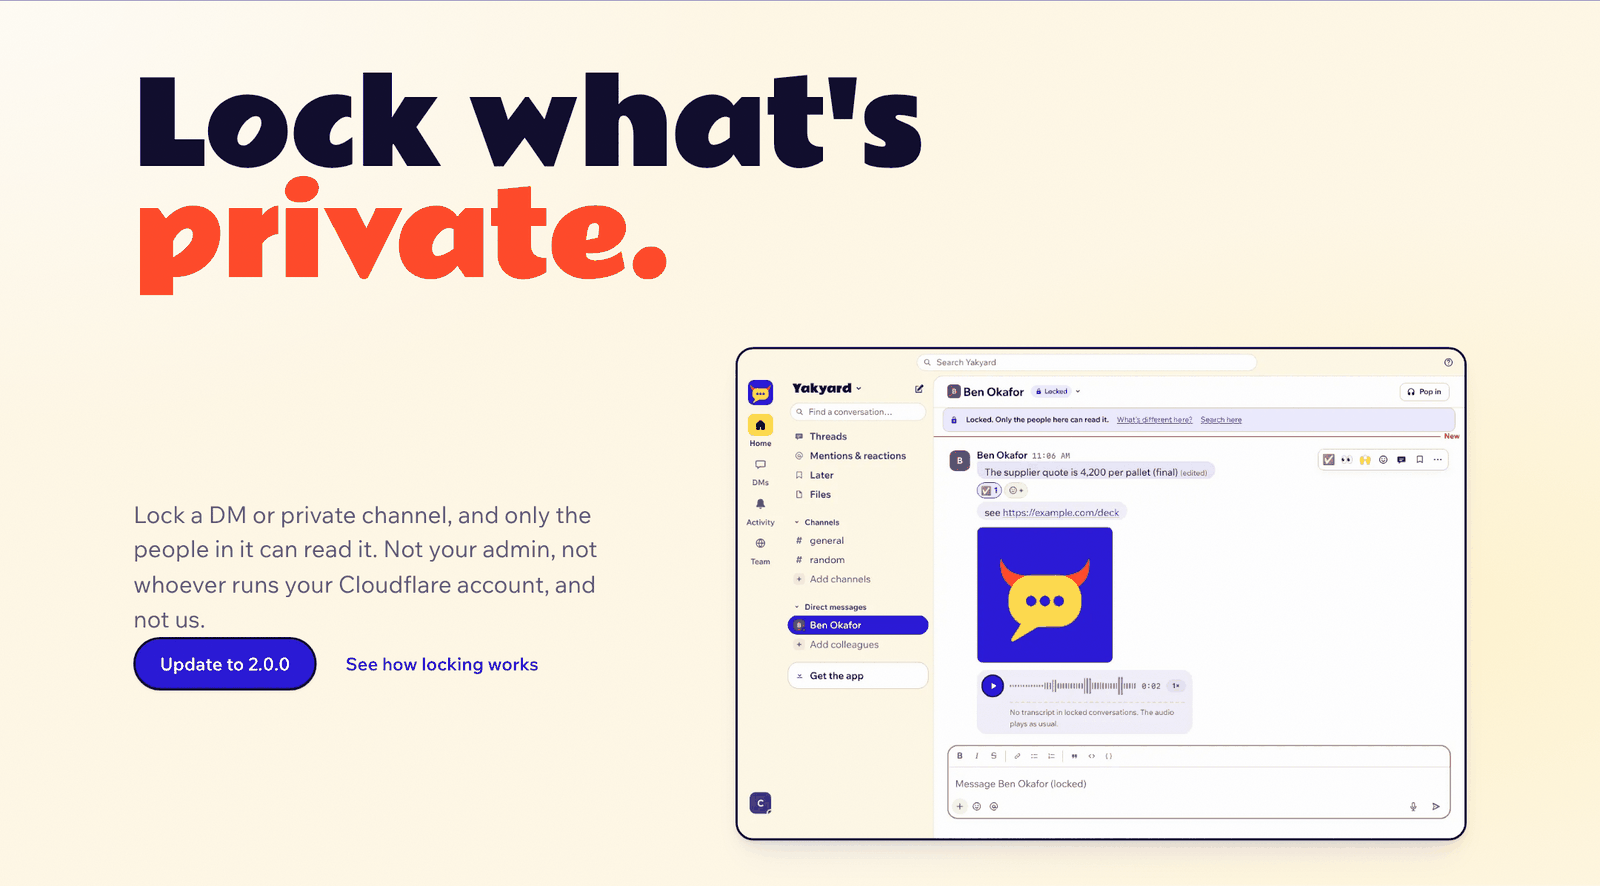 Lock what's
private.
Lock a DM or private channel, and only the
people in it can read it. Not your admin, not
whoever runs your Cloudflare account, and
not us.
Update to 2.0.0
See how locking works
Search Yakyard
Home
DMs
Activity
Team
C
Yakyard
Find a conversation...
Threads
Mentions & reactions
Later
Files
Channels
# general
# random
+ Add channels
Direct messages
B Ben Okafor
+ Add colleagues
Get the app
B Ben Okafor Locked
Pop in
Locked. Only the people here can read it. What's different here? Search here
New
B
Ben Okafor 11:06 AM
The supplier quote is 4,200 per pallet (final) (edited)
1
see https://example.com/deck
0:02 1×
No transcript in locked conversations. The audio
plays as usual.
B I S
Message Ben Okafor (locked)